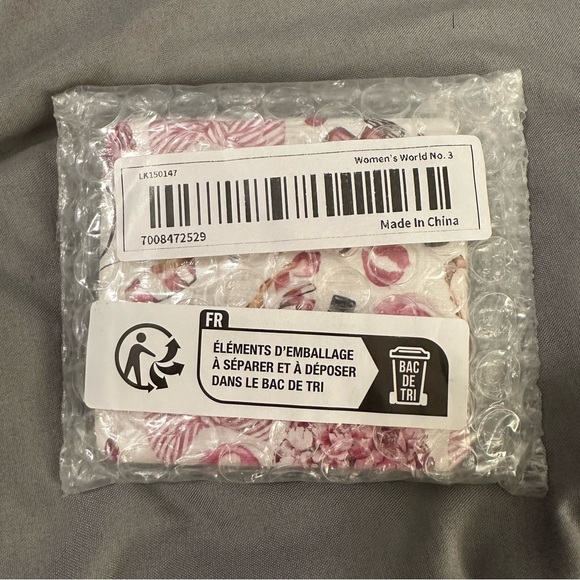 LK150147
Women's World No. 3
7008472529
Made In China
FR
ÉLÉMENTS D'EMBALLAGE
À SÉPARER ET À DÉPOSER
DANS LE BAC DE TRI
BAC
DE
TRI